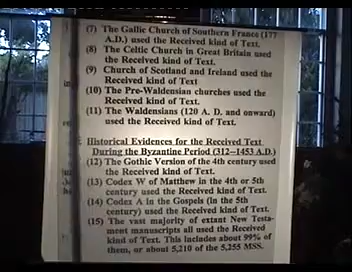 (7) The Gallic Church of Southern France (177
A.D.) used the Received kind of Text.
(8) The Celtic Church in Great Britain used
the Received kind of Text.
(9) Church of Scotland and Ireland used the
Received kind of Text
(10) The Pre-Waldensian churches used the
Received kind of Text.
(11) The Waldensians (120 A. D. and onward)
used the Received kind of Text.
Historical Evidences for the Received Text
During the Byzantine Period (312–1453 A.D.)
(12) The Gothic Version of the 4th century used
the Received kind of Text.
(13) Codex W of Matthew in the 4th or 5th
century used the Received kind of Text.
(14) Codex A in the Gospels (in the 5th
century) used the Received kind of Text.
(15) The vast majority of extant New Testa-
ment manuscripts all used the Received
kind of Text. This includes about 99% of
them, or about 5,210 of the 5,255 MSS.